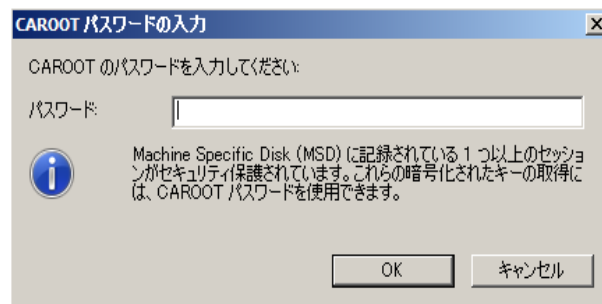 CAROOT パスワードの入力
CAROOT のパスワードを入力してください:
パスワード:
Machine Specific Disk (MSD) に記録されている 1 つ以上のセッショ
ンがセキュリティ保護されています。これらの暗号化されたキーの取得に
は、CAROOT パスワードを使用できます。
OK
キャンセル